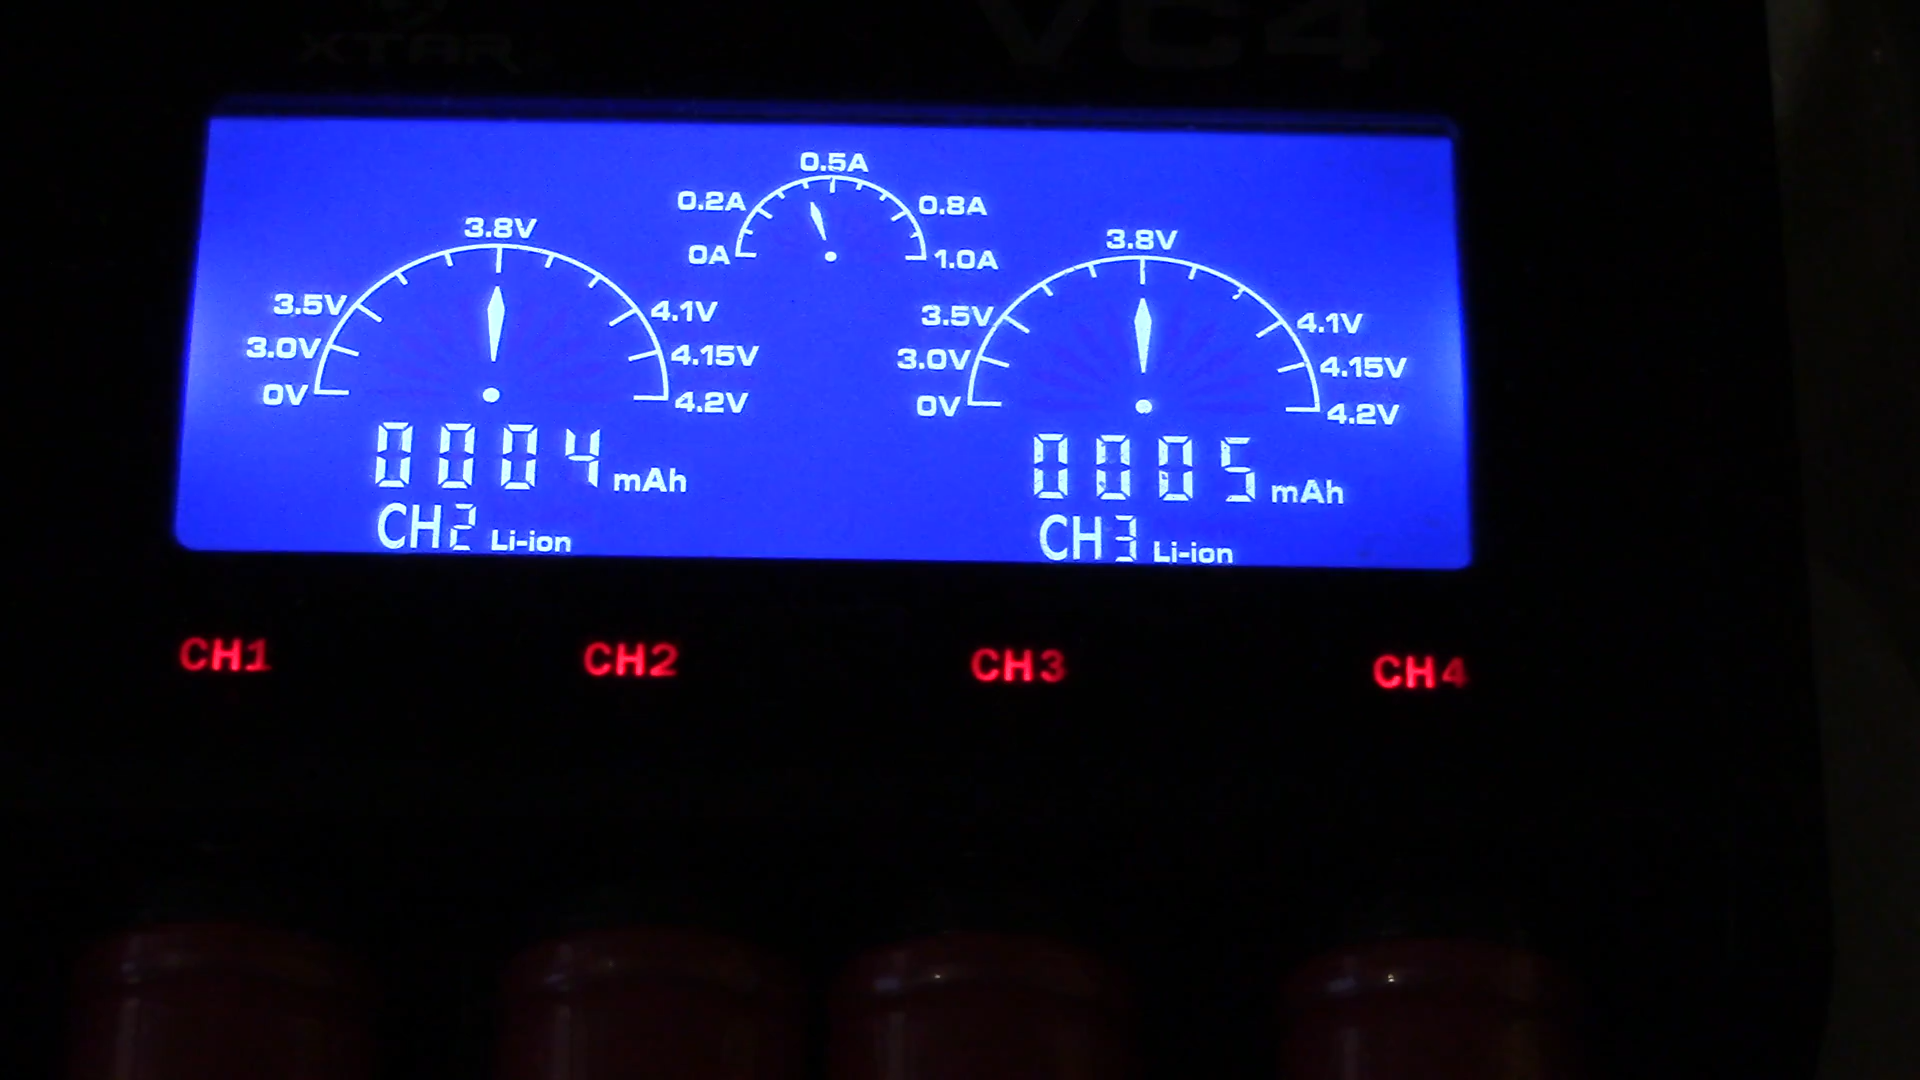 XTAR VC4
0.5A
0.2A 0.8A
0A 1.0A
3.8V 3.8V
3.5V 4.1V 3.5V 4.1V
3.0V 4.15V 3.0V 4.15V
0V 4.2V 0V 4.2V
0004 mAh 0005 mAh
CH2 Li-ion CH3 Li-ion
CH1 CH2 CH3 CH4